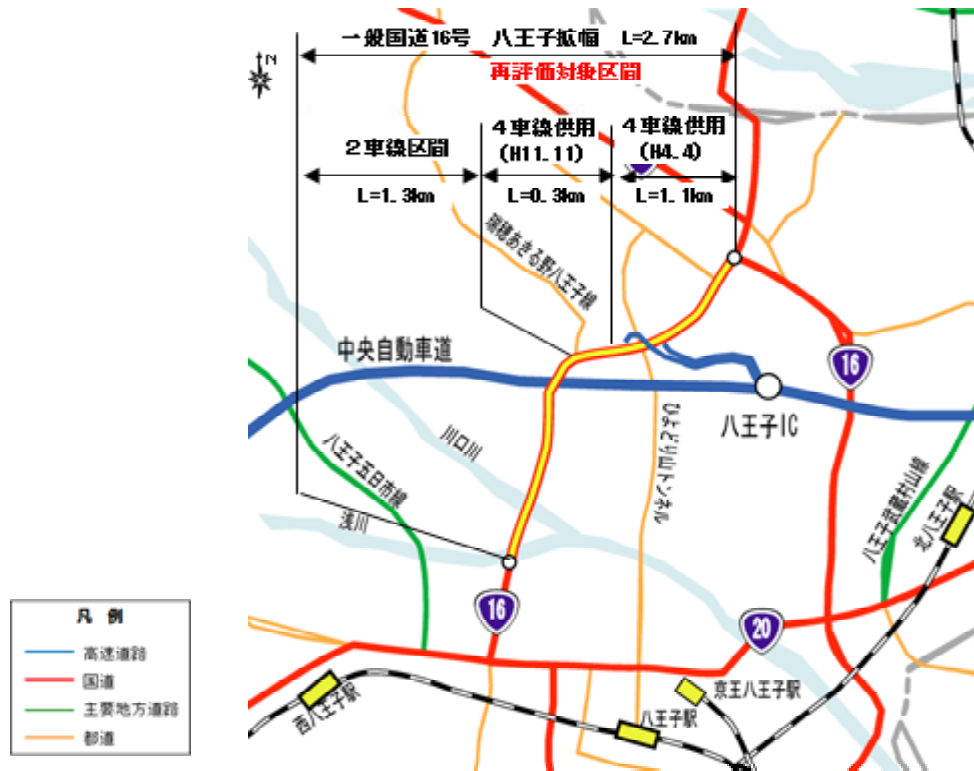 一般国道16号 八王子拡幅 L=2.7km
再評価対象区間
N
2車線区間
L=1.3km
4車線供用
(H11.11)
L=0.3km
4車線供用
(H4.4)
L=1.1km
瑞穂あきる野八王子線
中央自動車道
16
八王子IC
ひよどり山トンネル
川口川
八王子五日市線
浅川
八王子武蔵村山線
北八王子駅
16
20
京王八王子駅
西八王子駅
八王子駅
凡例
高速道路
国道
主要地方道路
都道